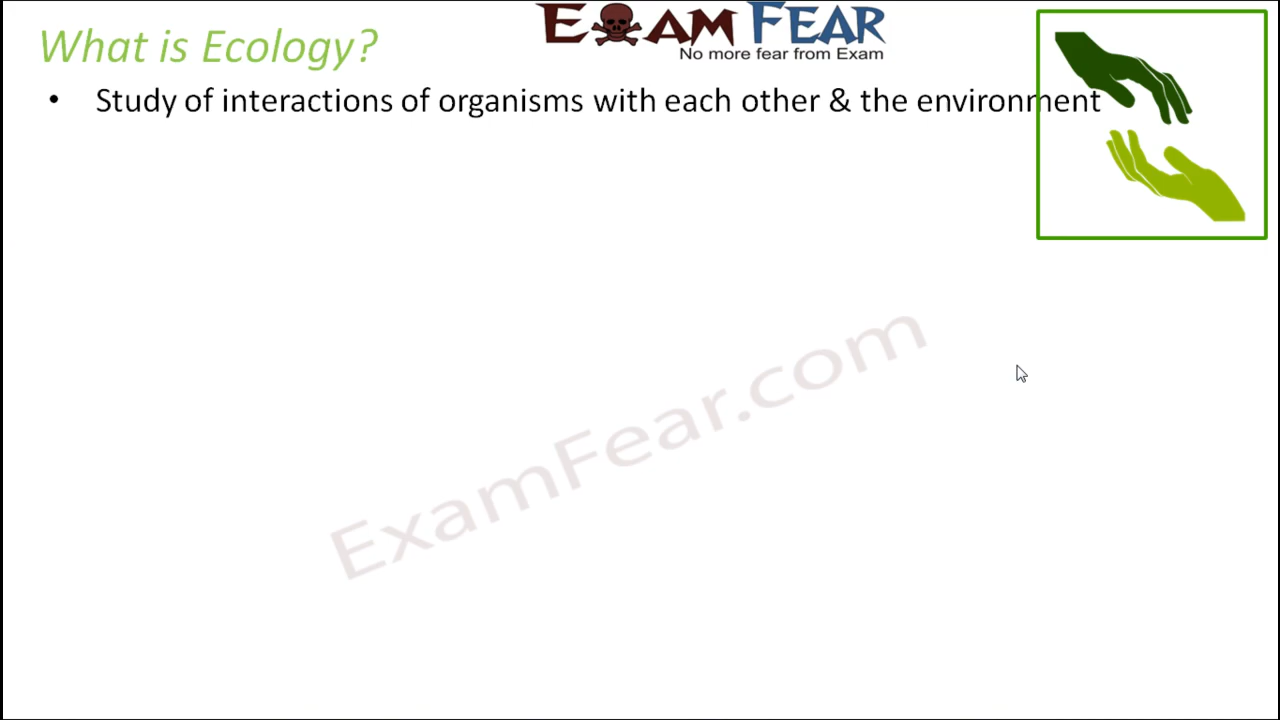 What is Ecology?
EXAM FEAR
No more fear from Exam
• Study of interactions of organisms with each other & the environment
ExamFear.com